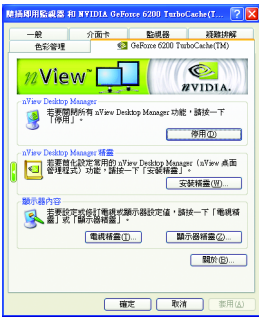 隨插即用監視器 和 NVIDIA GeForce 6200 TurboCache(T...
一般 介面卡 監視器 疑難排解
色彩管理 GeForce 6200 TurboCache(TM)
nView™
NVIDIA.
nView Desktop Manager
若要關閉所有 nView Desktop Manager 功能，請按一下
「停用」。
停用(D)
nView Desktop Manager 精靈
若要首化設定常用的 nView Desktop Manager (nView 桌面
管理程式) 功能，請按一下「安裝精靈」。
安裝精靈(W)...
顯示器內容
若要設定或修訂電視或顯示器設定值，請按一下「電視精
靈」或「顯示器精靈」。
電視精靈(T)...
顯示器精靈(Z)...
關於(B)...
確定 取消 套用(A)